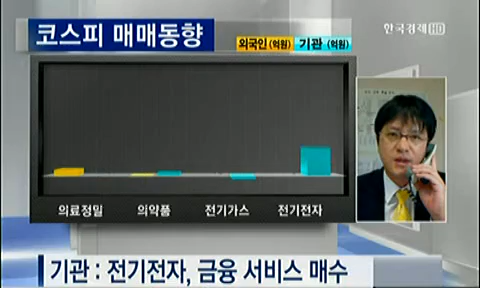 코스피 매매동향
외국인(억원) 기관 (억원)
한국경제 HD
의료정밀 의약품 전기가스 전기전자
기관 : 전기전자, 금융 서비스 매수